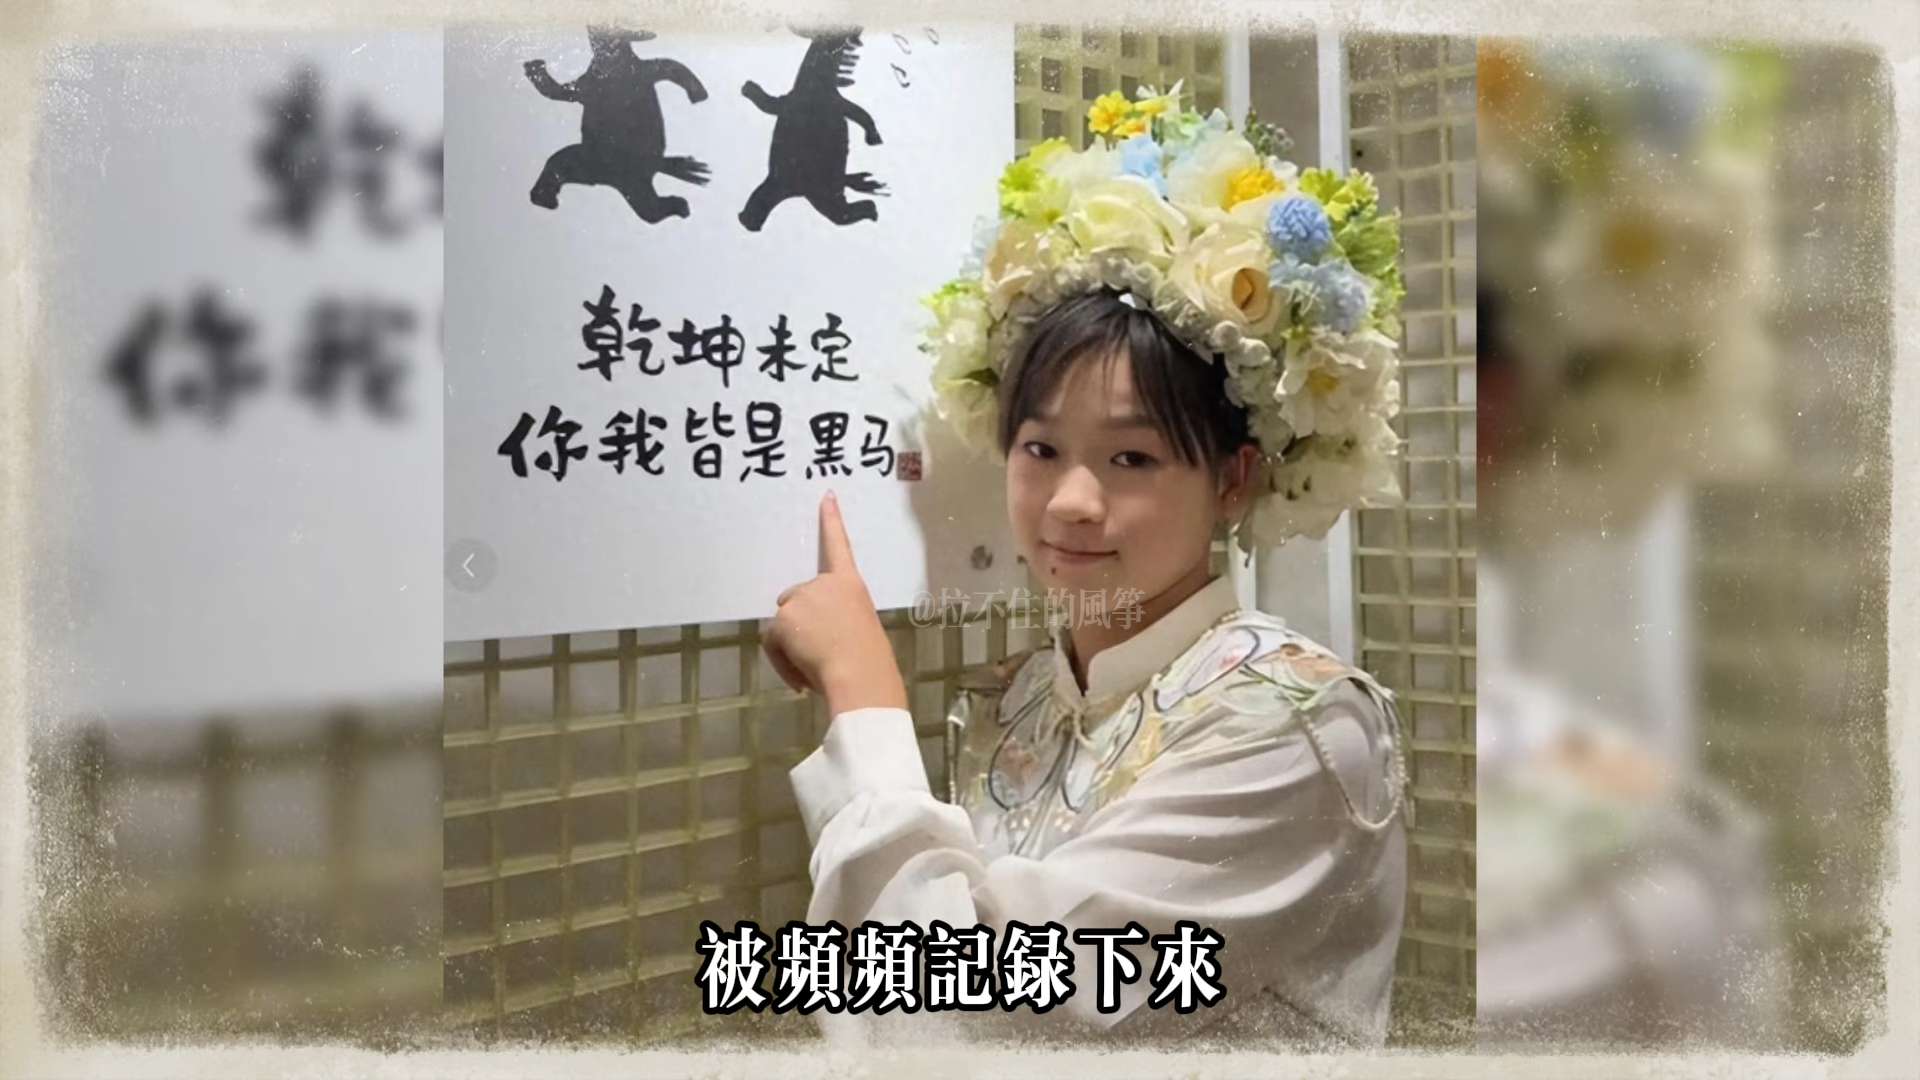 乾坤未定
你我皆是黑马
@拉不住的風箏
被頻頻記録下來